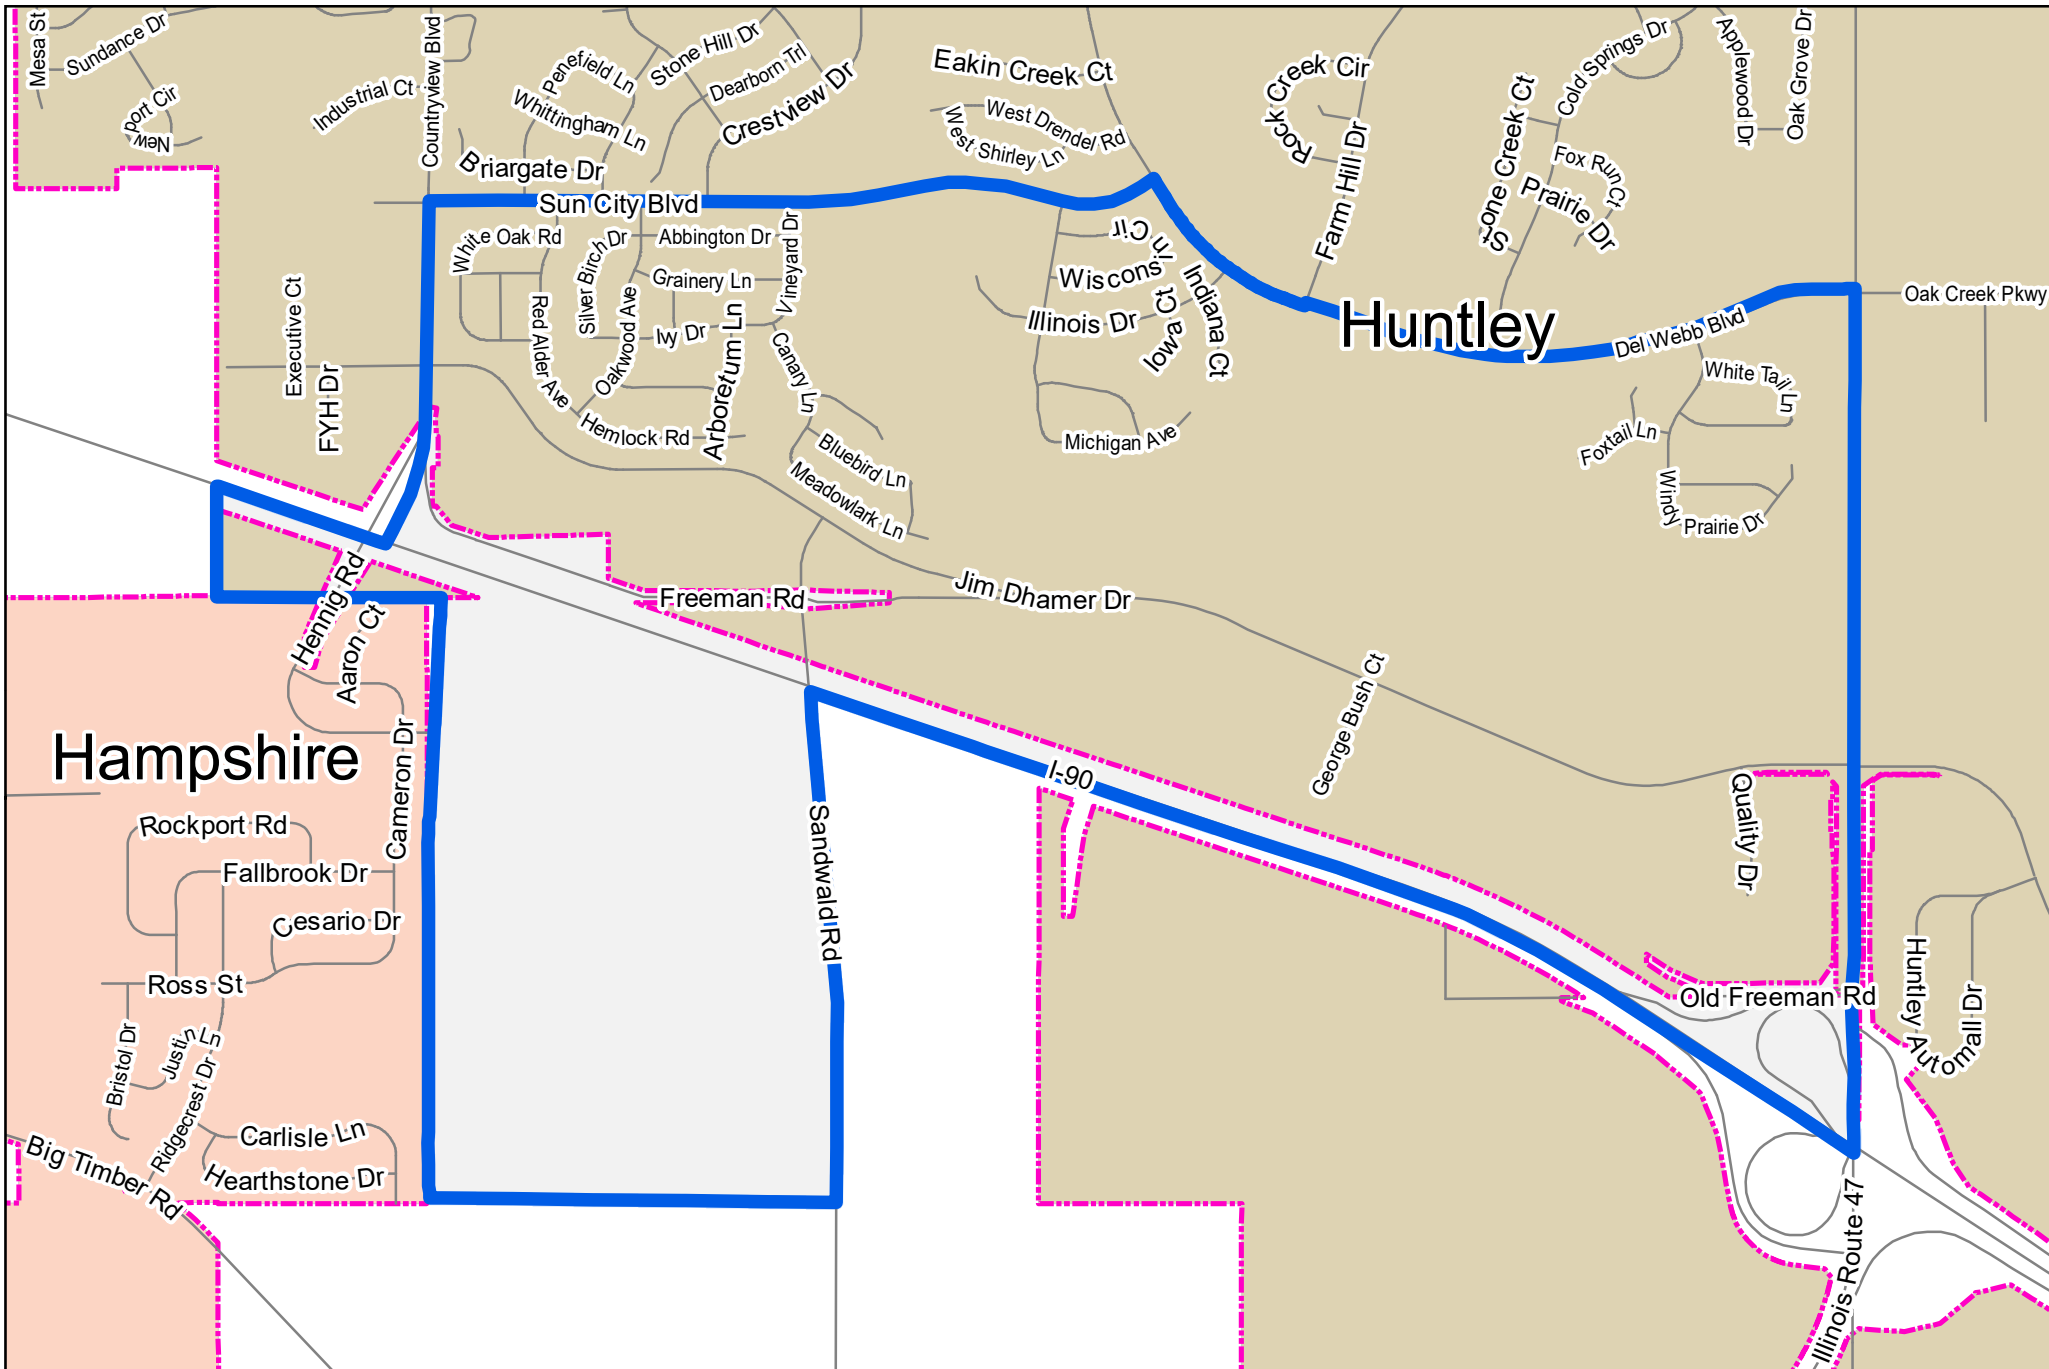 Mesa St
Sundance Dr
Newport Cir
Industrial Ct
Countryview Blvd
Penefield Ln
Stone Hill Dr
Dearborn Trl
Whittingham Ln
Crestview Dr
Briargate Dr
Eakin Creek Ct
West Drendel Rd
West Shirley Ln
Rock Creek Cir
Farm Hill Dr
Stone Creek Ct
Cold Springs Dr
Fox Run Ct
Prairie Dr
Applewood Dr
Oak Grove Dr
Sun City Blvd
White Oak Rd
Silver Birch Dr
Abbington Dr
Vineyard Dr
Grainery Ln
Wisconsin Cir
Indiana Ct
Illinois Dr
Iowa Ct
Huntley
Del Webb Blvd
Oak Creek Pkwy
Executive Ct
FYH Dr
Red Alder Ave
Oakwood Ave
Ivy Dr
Arboretum Ln
Canary Ln
Hemlock Rd
Bluebird Ln
Meadowlark Ln
Michigan Ave
White Tail Ln
Foxtail Ln
Windy Prairie Dr
Hennig Rd
Aaron Ct
Freeman Rd
Jim Dhamer Dr
George Bush Ct
Hampshire
Cameron Dr
I-90
Quality Dr
Rockport Rd
Fallbrook Dr
Cesario Dr
Sandwald Rd
Ross St
Old Freeman Rd
Huntley Automall Dr
Bristol Dr
Justin Ln
Ridgecrest Dr
Carlisle Ln
Hearthstone Dr
Big Timber Rd
Illinois Route 47